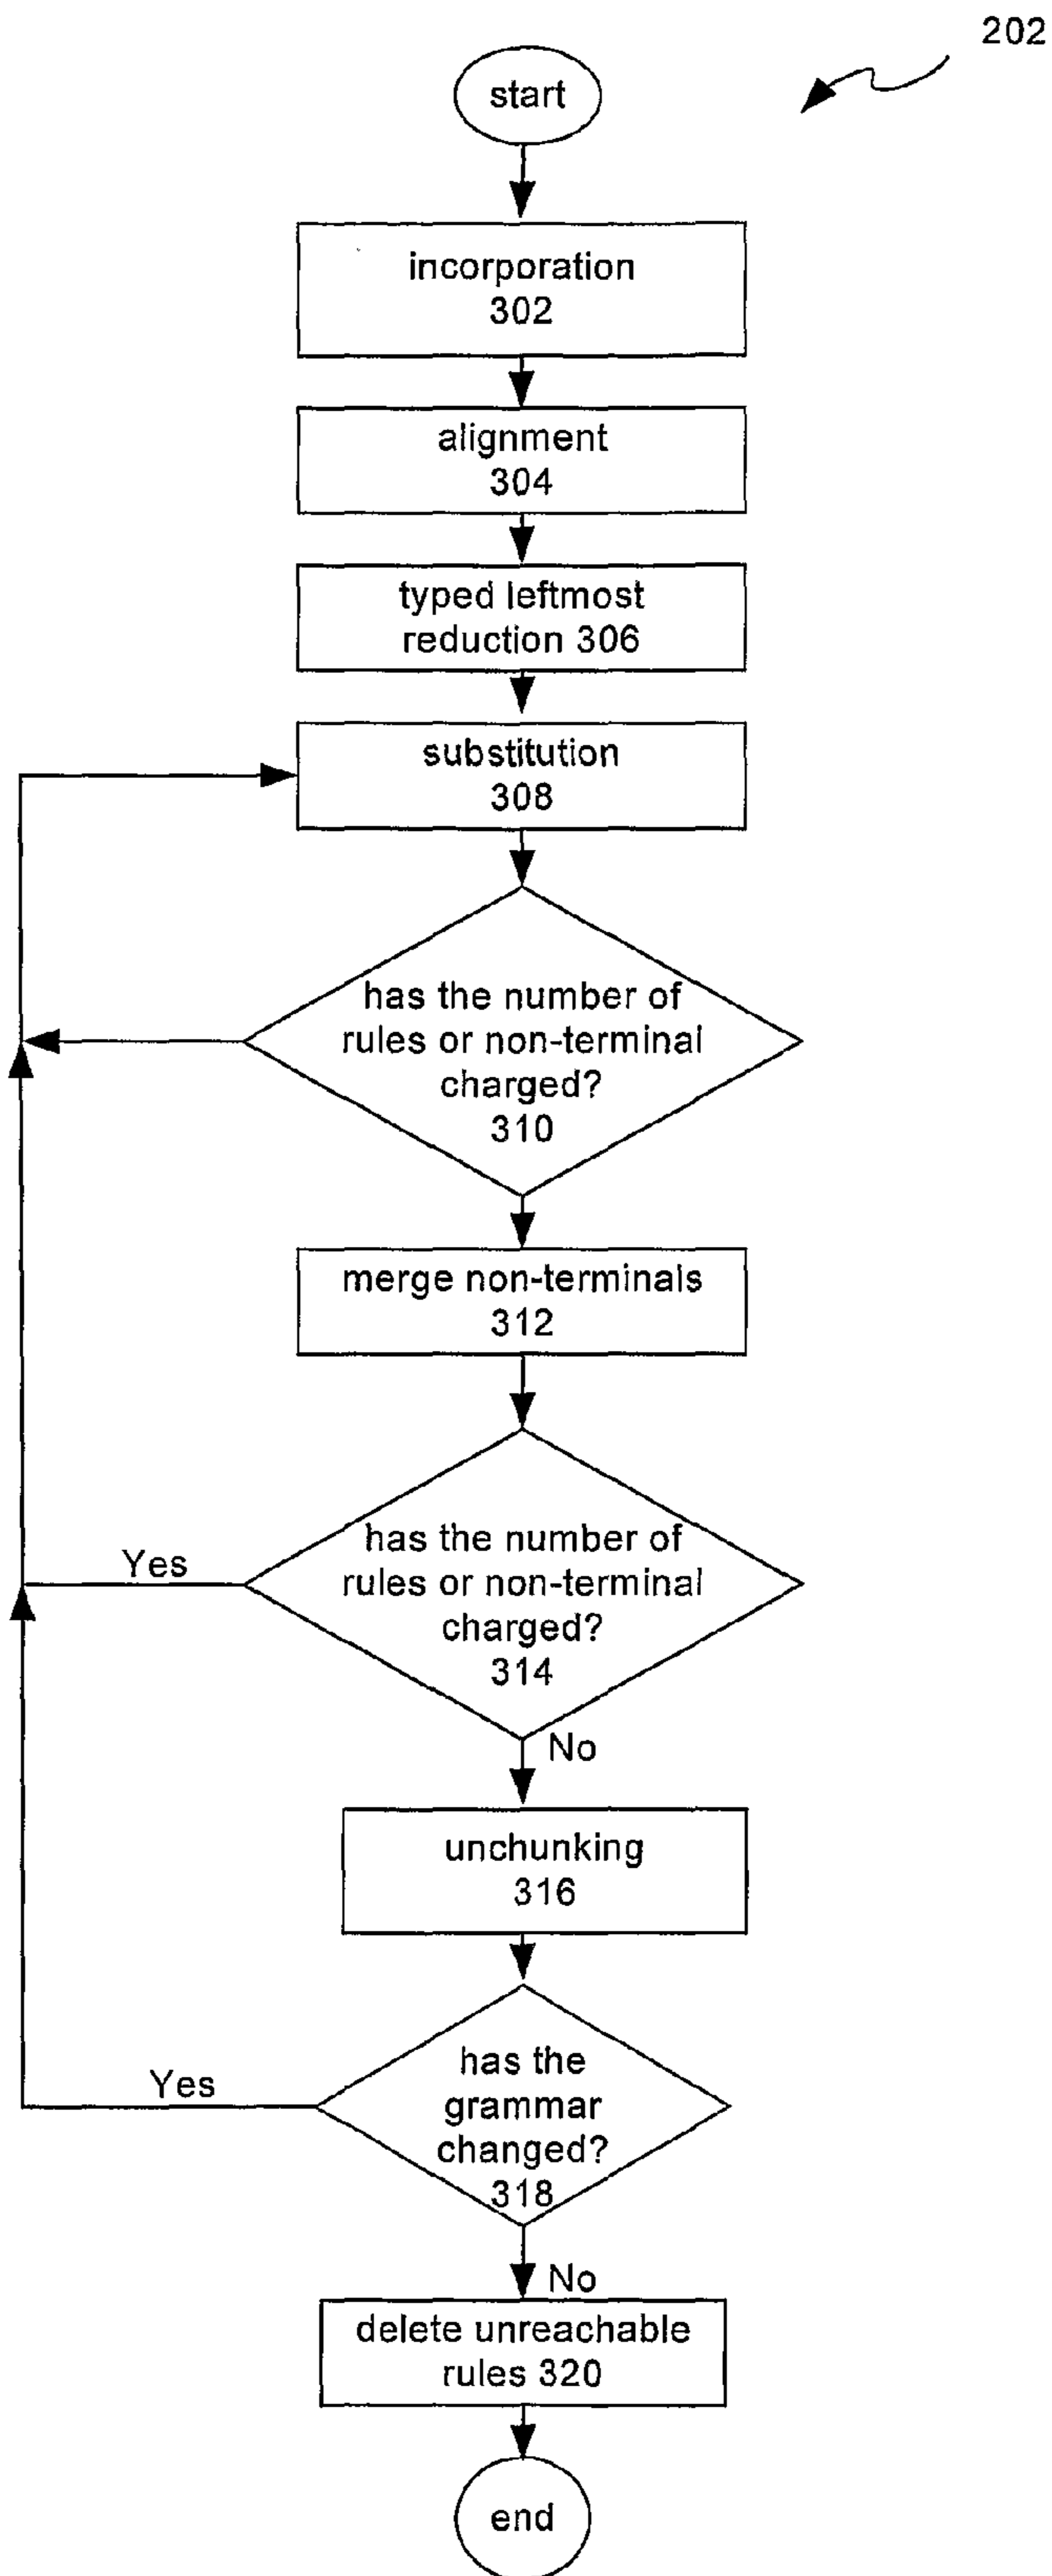 202
start
incorporation
302
alignment
304
typed leftmost
reduction 306
substitution
308
has the number of
rules or non-terminal
charged?
310
merge non-terminals
312
has the number of
rules or non-terminal
charged?
314
Yes
No
unchunking
316
has the
grammar
changed?
318
Yes
No
delete unreachable
rules 320
end